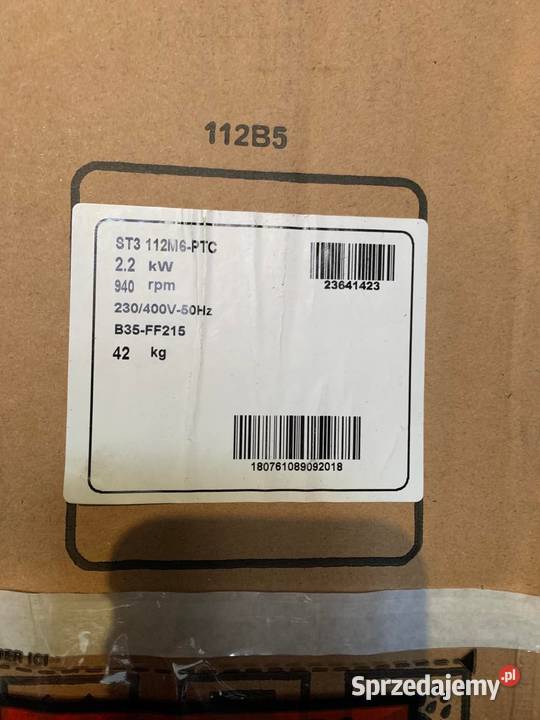 112B5
ST3 112M6-PTC
2.2 kW
940 rpm
230/400V-50Hz
B35-FF215
42 kg
23641423
180761089092018
ICI
Sprzedajemy.pl